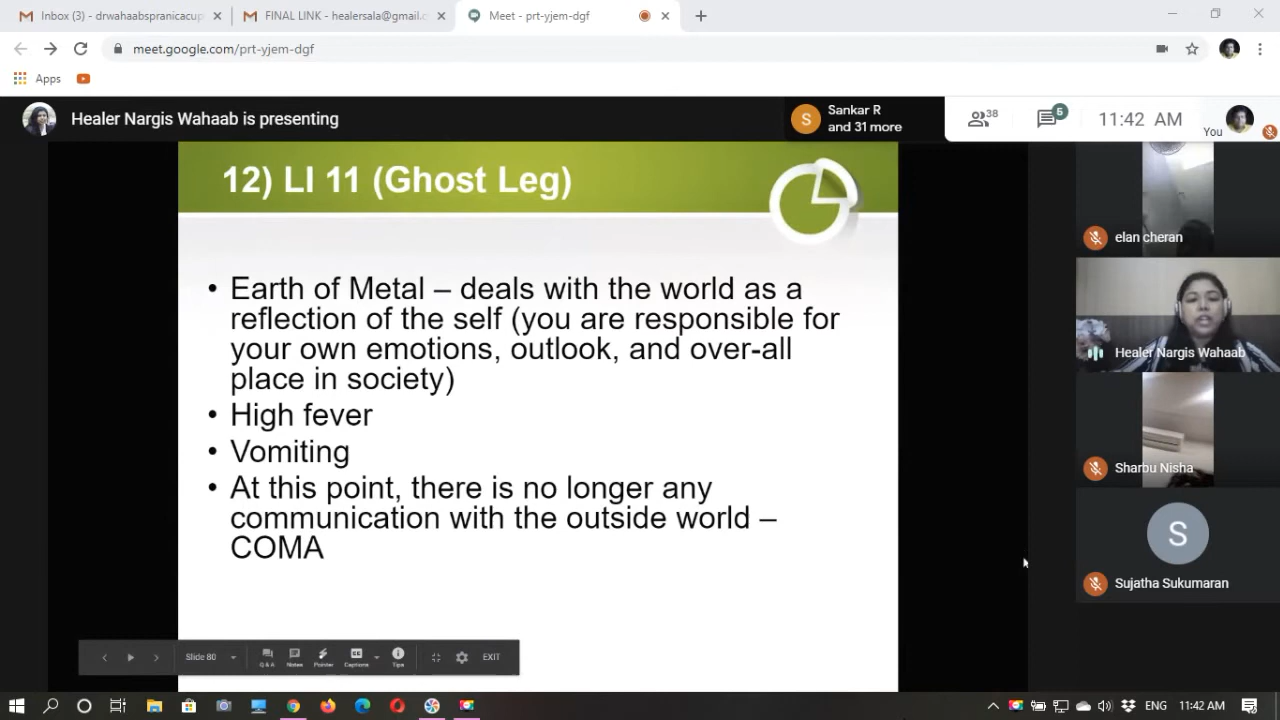 Inbox (3) - drwahaabspranicacup
FINAL LINK - healersala@gmail.c
Meet - prt-yjem-dgf
meet.google.com/prt-yjem-dgf
Apps
Healer Nargis Wahaab is presenting
Sankar R
and 31 more
38
5
11:42 AM
You
12) LI 11 (Ghost Leg)
• Earth of Metal – deals with the world as a
reflection of the self (you are responsible for
your own emotions, outlook, and over-all
place in society)
• High fever
• Vomiting
• At this point, there is no longer any
communication with the outside world –
COMA
elan cheran
Healer Nargis Wahaab
Sharbu Nisha
S
Sujatha Sukumaran
Slide 80
Q & A
Notes
Pointer
Captions
Tips
EXIT
ENG
11:42 AM